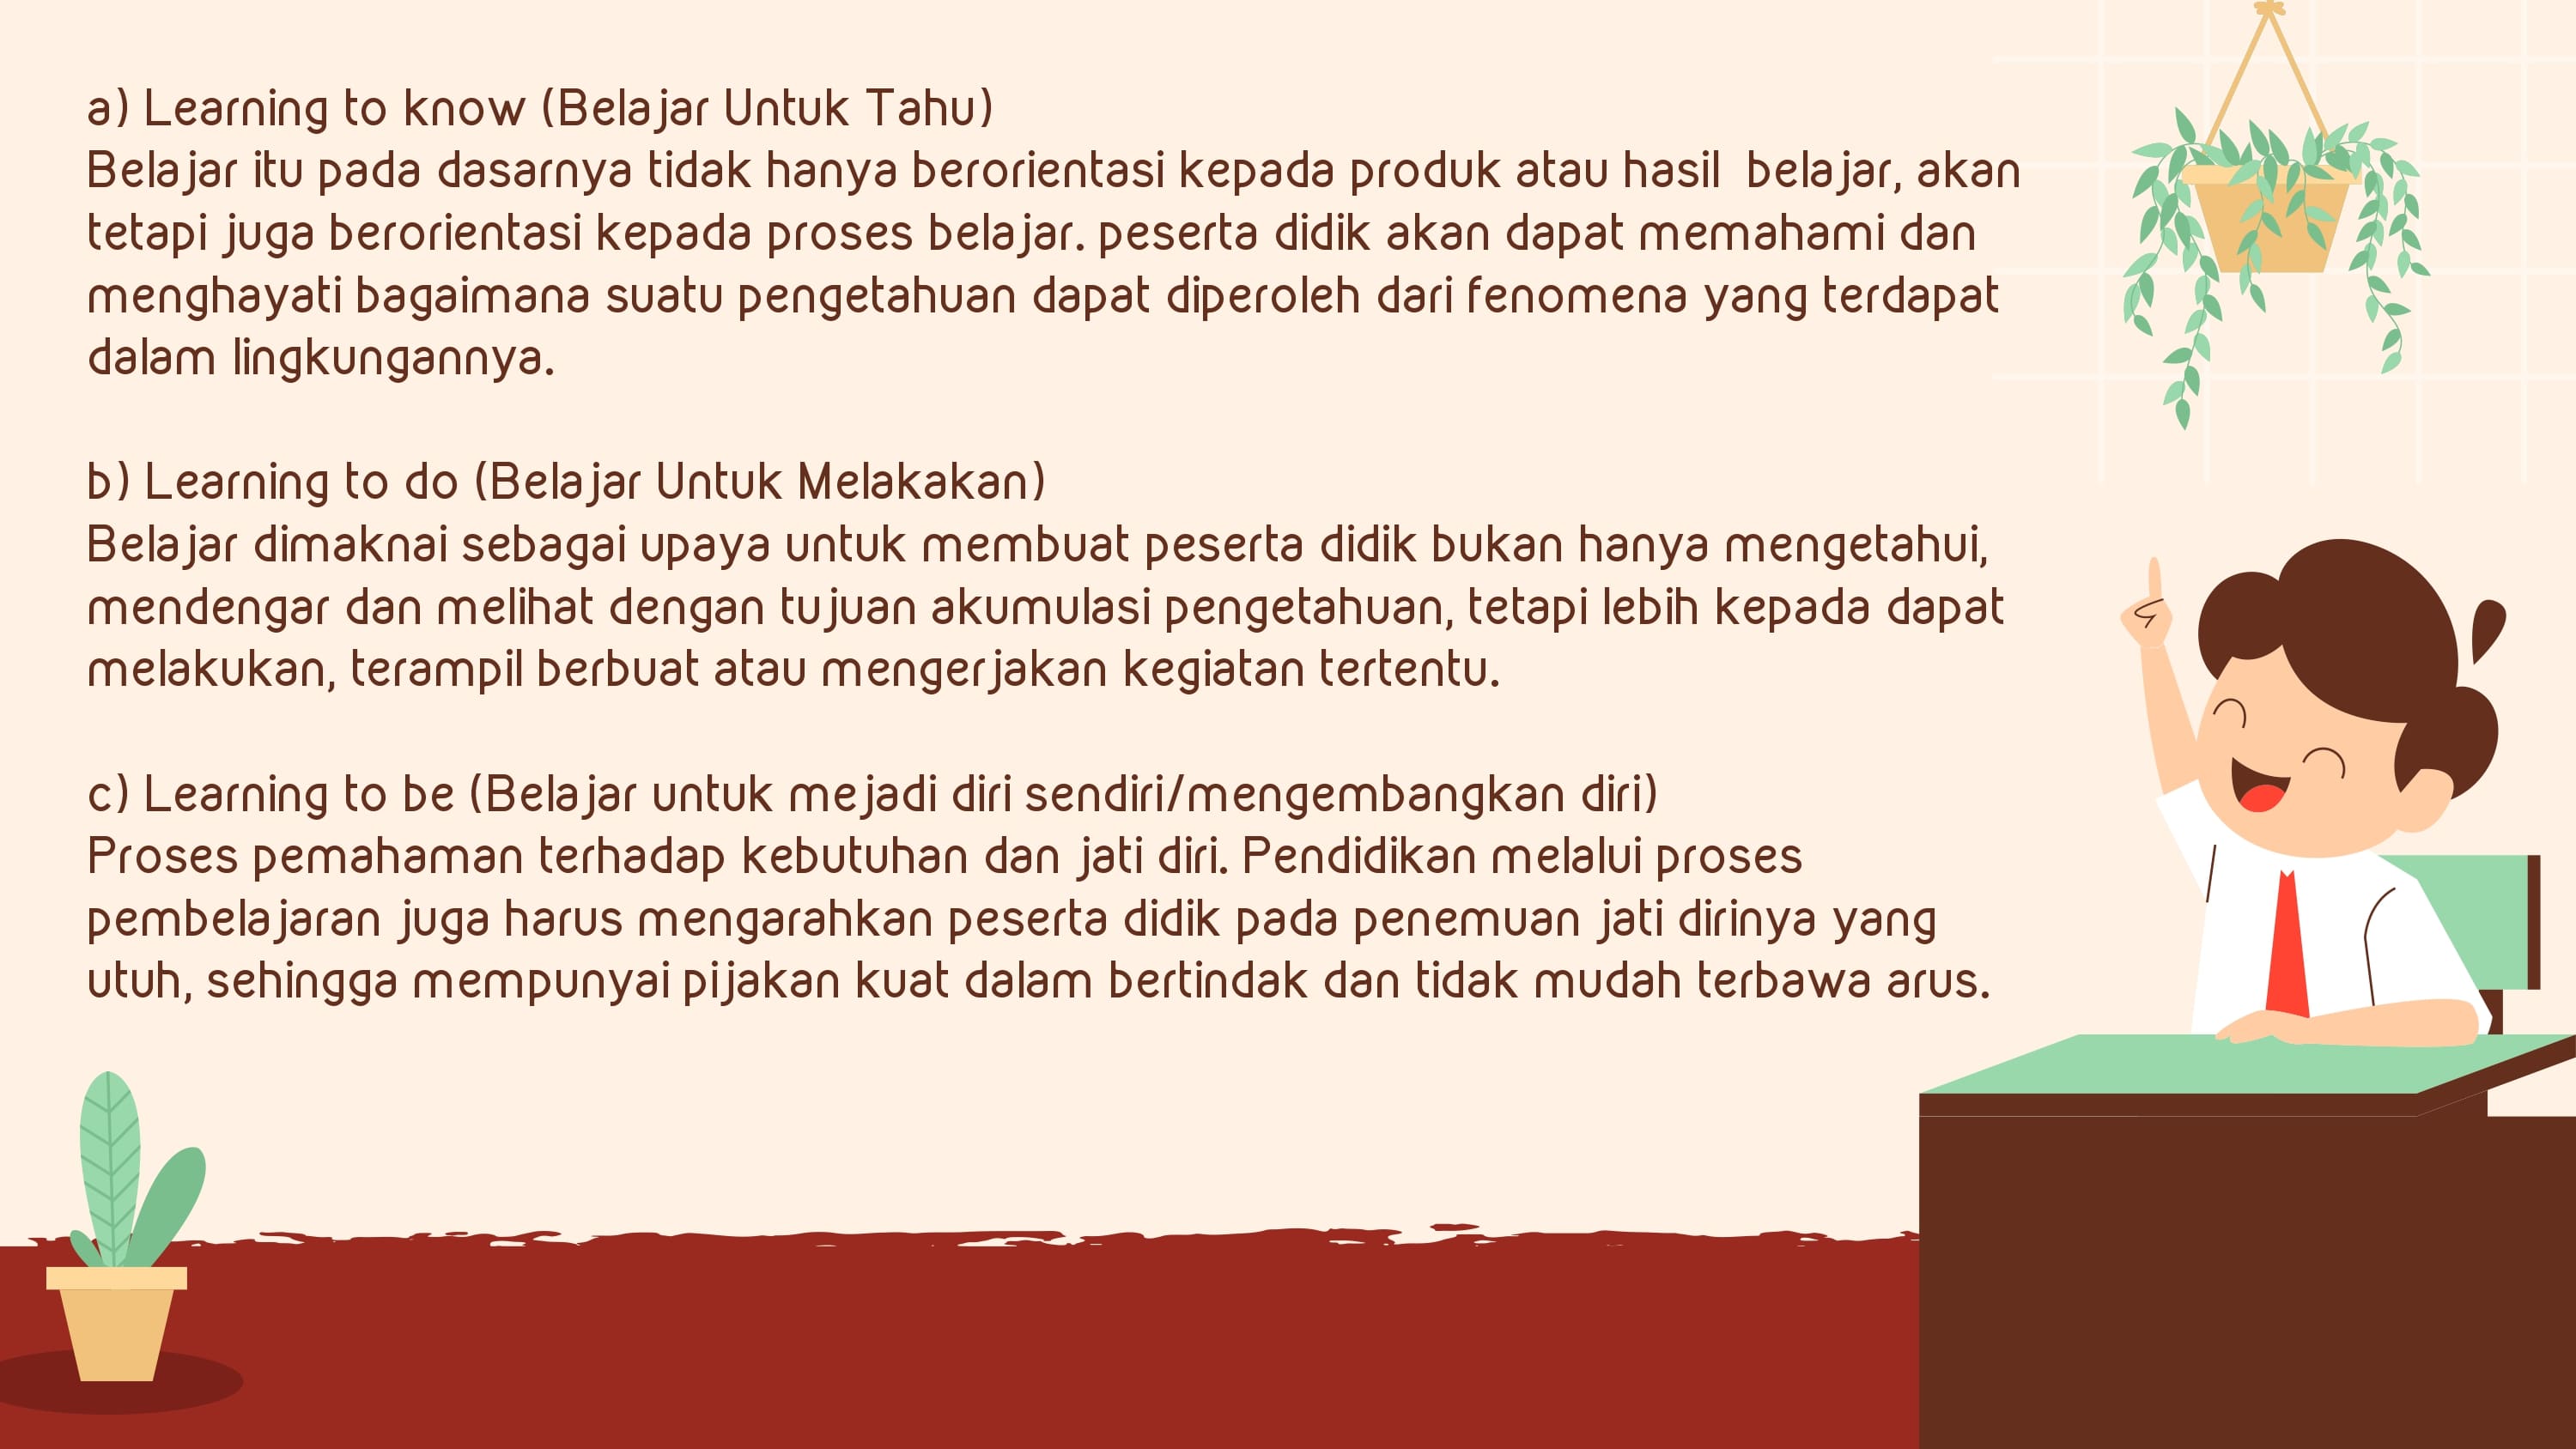 a) Learning to know (Belajar Untuk Tahu)
Belajar itu pada dasarnya tidak hanya berorientasi kepada produk atau hasil  belajar, akan
tetapi juga berorientasi kepada proses belajar. peserta didik akan dapat memahami dan
menghayati bagaimana suatu pengetahuan dapat diperoleh dari fenomena yang terdapat
dalam lingkungannya.
b) Learning to do (Belajar Untuk Melakakan)
Belajar dimaknai sebagai upaya untuk membuat peserta didik bukan hanya mengetahui,
mendengar dan melihat dengan tujuan akumulasi pengetahuan, tetapi lebih kepada dapat
melakukan, terampil berbuat atau mengerjakan kegiatan tertentu.
c) Learning to be (Belajar untuk mejadi diri sendiri/mengembangkan diri)
Proses pemahaman terhadap kebutuhan dan jati diri. Pendidikan melalui proses
pembelajaran juga harus mengarahkan peserta didik pada penemuan jati dirinya yang
utuh, sehingga mempunyai pijakan kuat dalam bertindak dan tidak mudah terbawa arus.